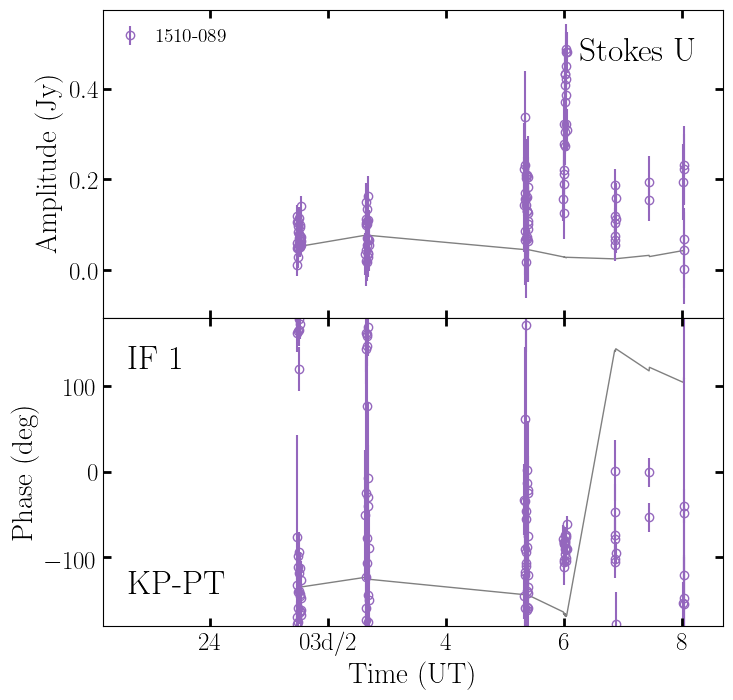 1510-089
Stokes U
Amplitude (Jy)
0.4
0.2
0.0
IF 1
KP-PT
Phase (deg)
100
0
−100
24
03d/2
4
6
8
Time (UT)